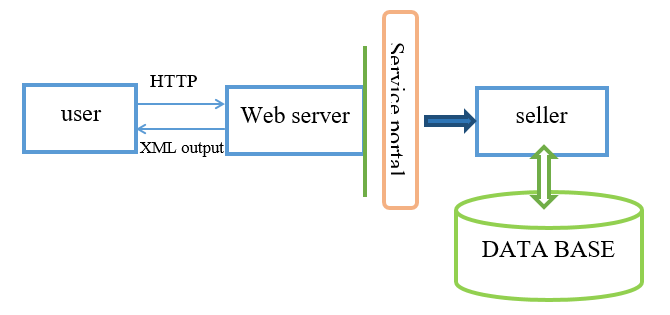 HTTP
user
Web server
XML output
Service portal
seller
DATA BASE